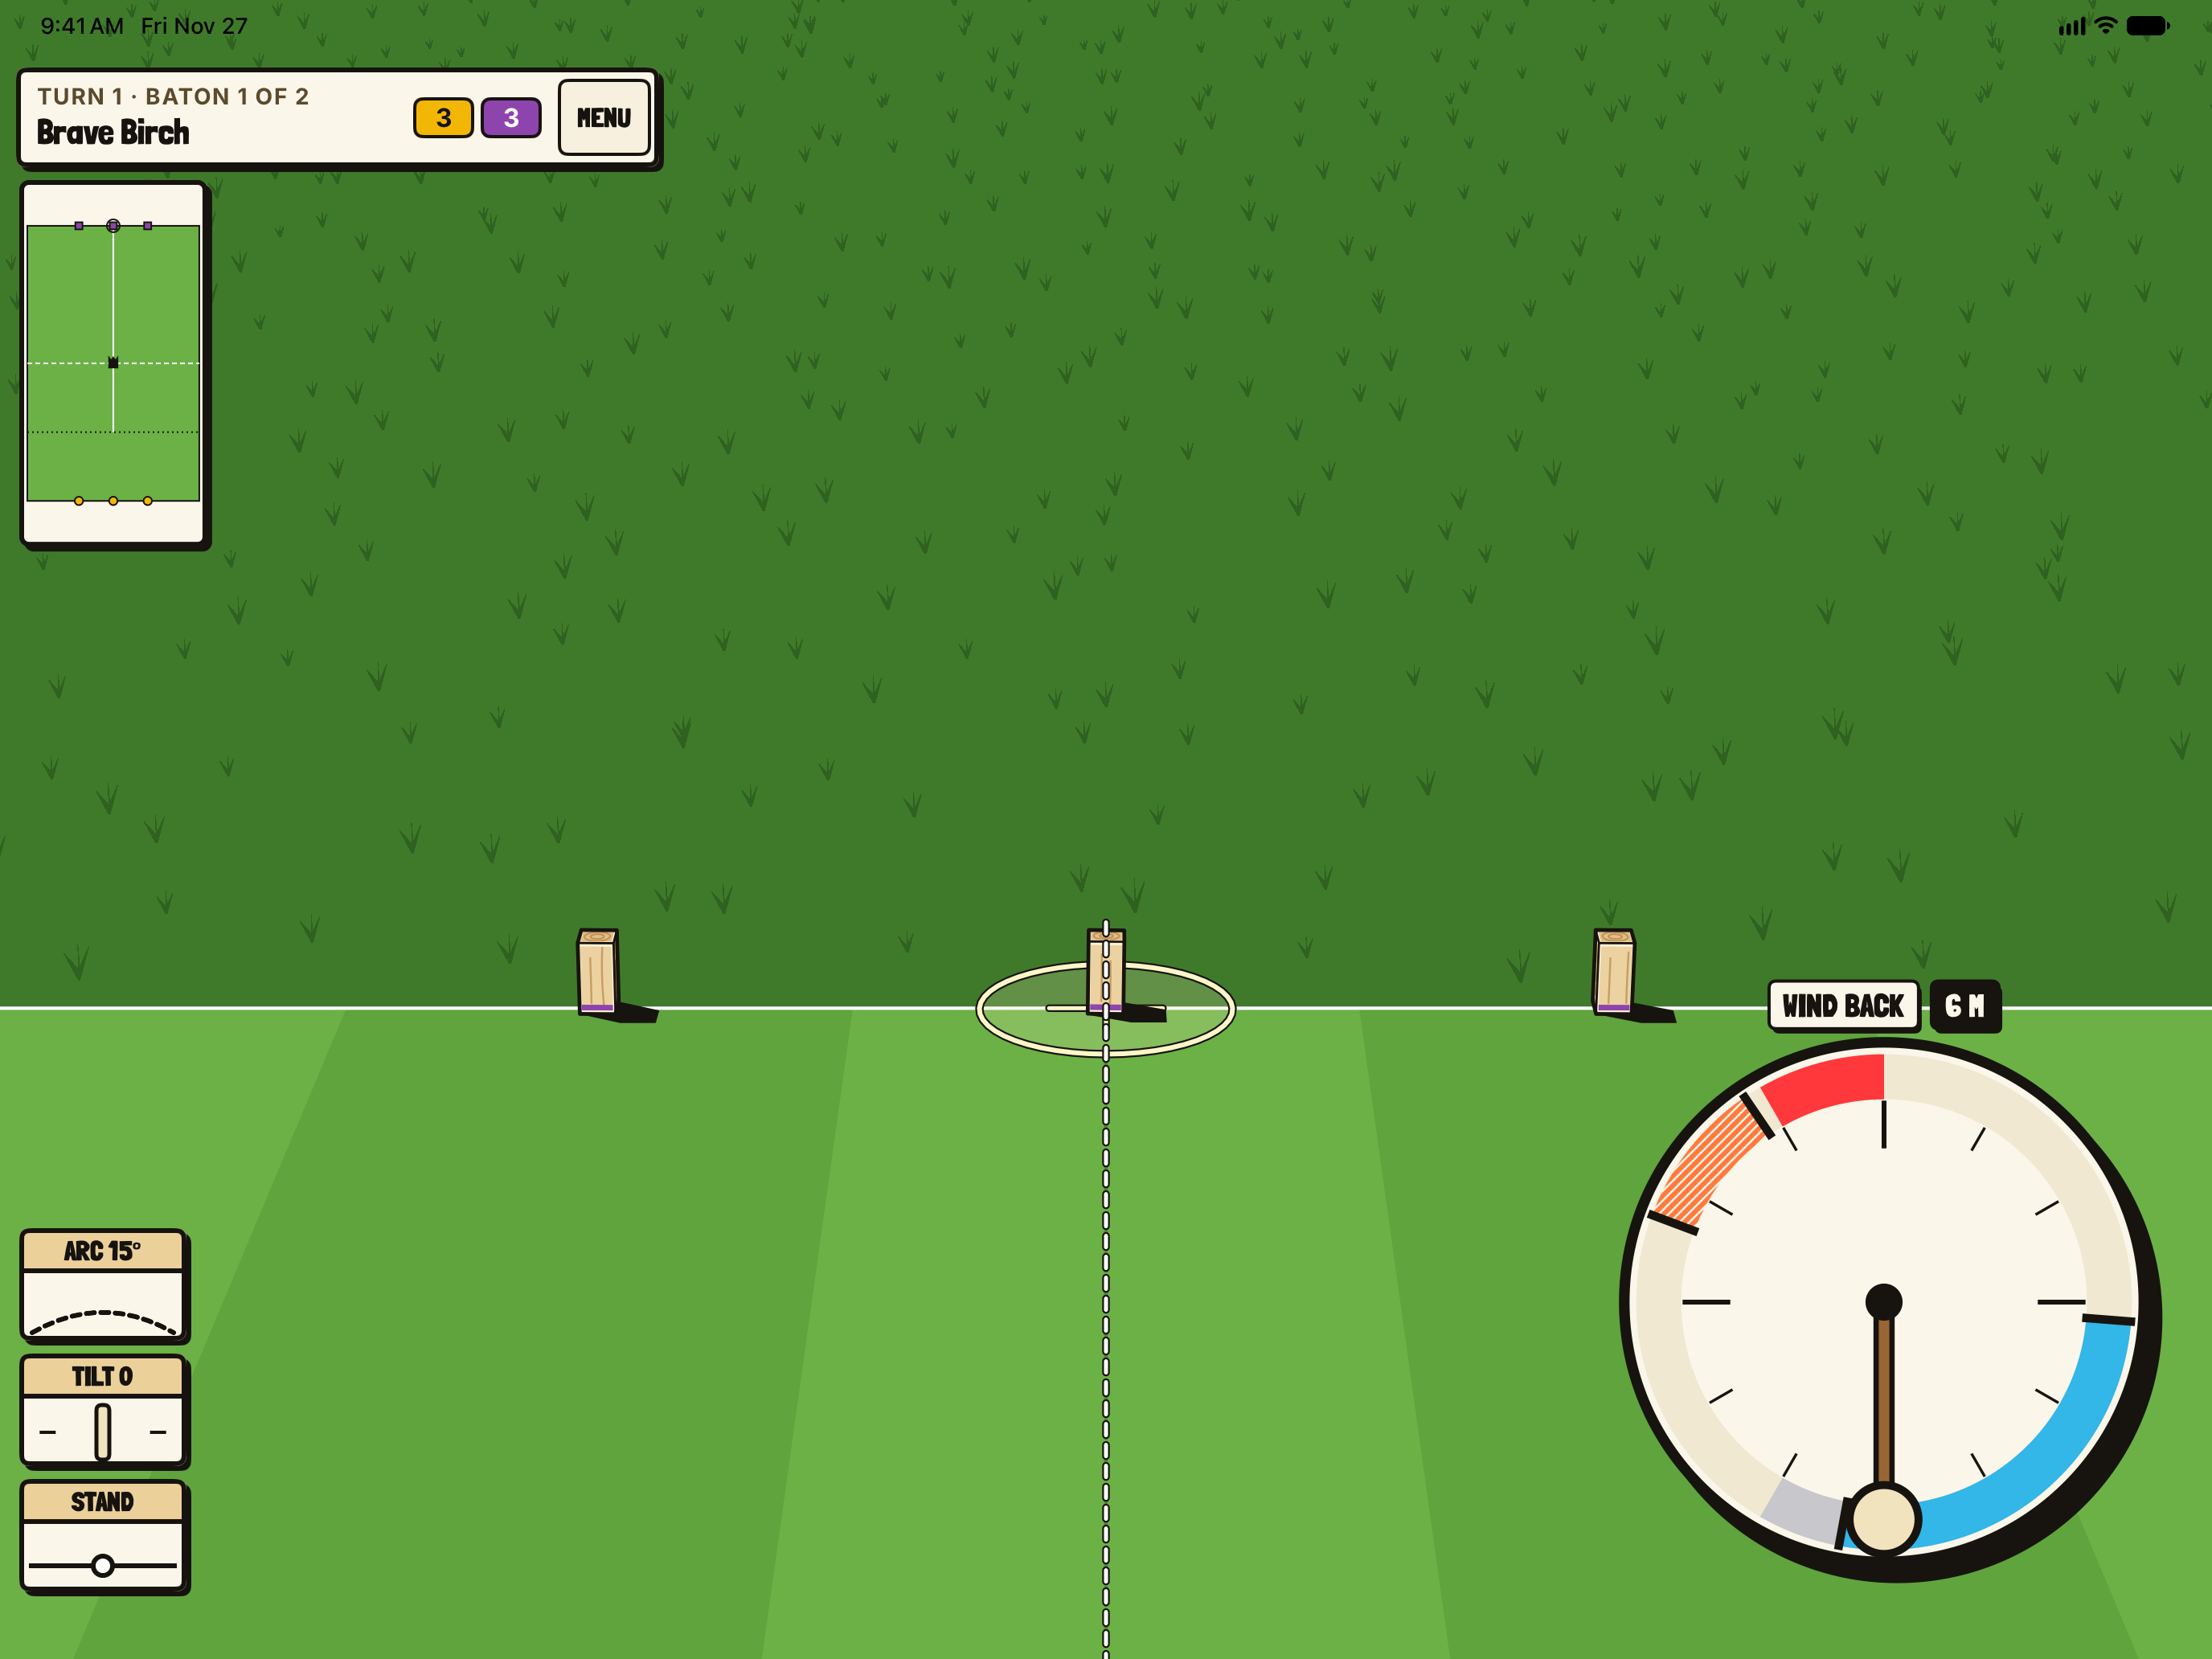 9:41 AM Fri Nov 27
TURN 1 · BATON 1 OF 2
Brave Birch
3 3
MENU
WIND BACK 6 M
ARC 15°
TILT 0
STAND